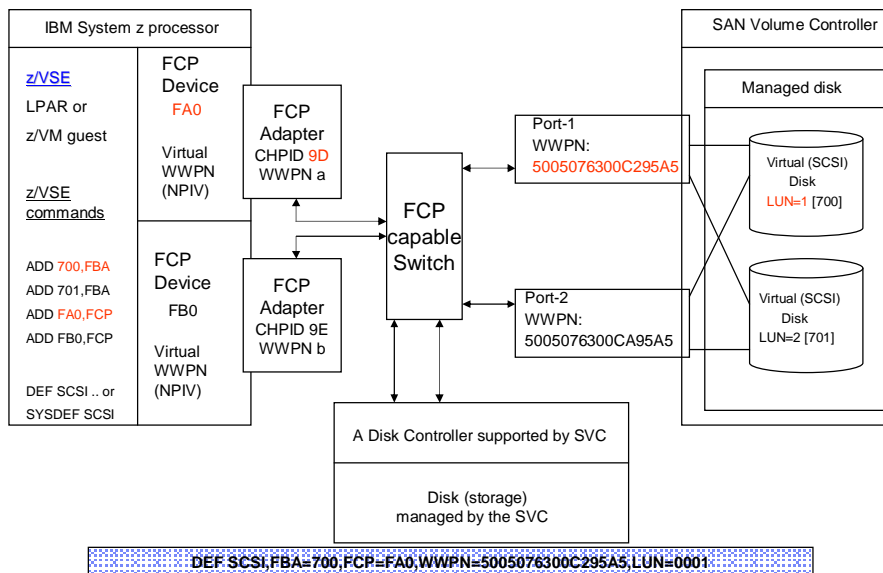 IBM System z processor
z/VSE
LPAR or
z/VM guest
z/VSE
commands
ADD 700,FBA
ADD 701,FBA
ADD FA0,FCP
ADD FB0,FCP
DEF SCSI .. or
SYSDEF SCSI
FCP
Device
FA0
Virtual
WWPN
(NPIV)
FCP
Device
FB0
Virtual
WWPN
(NPIV)
FCP
Adapter
CHPID 9D
WWPN a
FCP
Adapter
CHPID 9E
WWPN b
FCP
capable
Switch
Port-1
WWPN:
5005076300C295A5
Port-2
WWPN:
5005076300CA95A5
SAN Volume Controller
Managed disk
Virtual (SCSI)
Disk
LUN=1 [700]
Virtual (SCSI)
Disk
LUN=2 [701]
A Disk Controller supported by SVC
Disk (storage)
managed by the SVC
DEF SCSI,FBA=700,FCP=FA0,WWPN=5005076300C295A5,LUN=0001